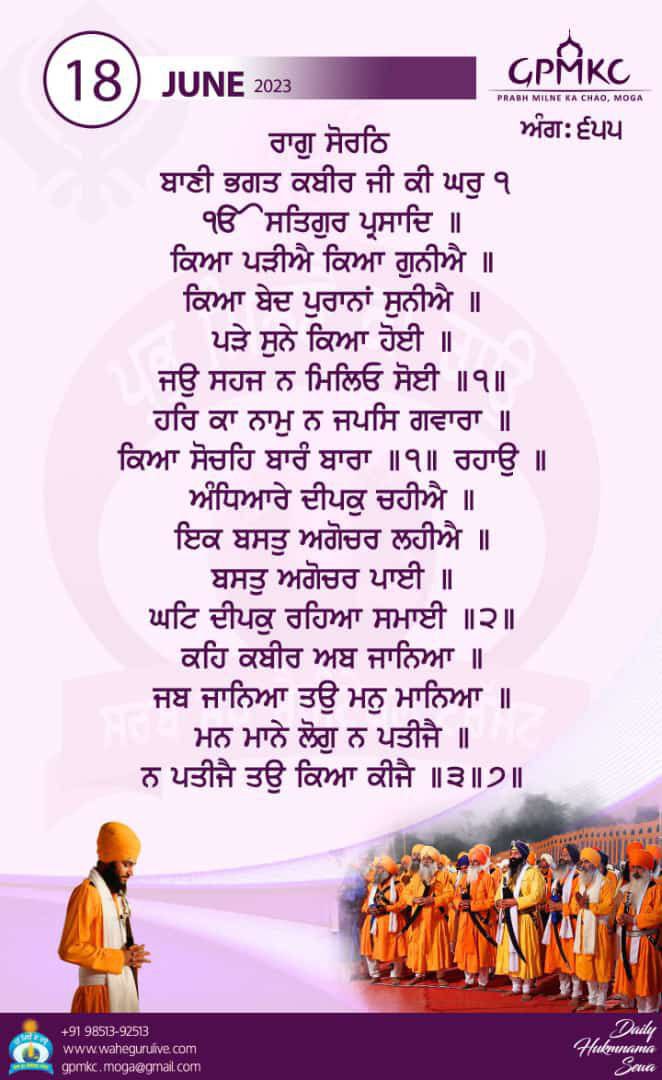 18 JUNE 2023
GPMKC
PRABH MILNE KA CHAO, MOGA
ਅੰਗ: ੬੫੫
ਰਾਗੁ ਸੋਰਠਿ
ਬਾਣੀ ਭਗਤ ਕਬੀਰ ਜੀ ਕੀ ਘਰੁ ੧
ੴ ਸਤਿਗੁਰ ਪ੍ਰਸਾਦਿ ॥
ਕਿਆ ਪੜੀਐ ਕਿਆ ਗੁਨੀਐ ॥
ਕਿਆ ਬੇਦ ਪੁਰਾਨਾਂ ਸੁਨੀਐ ॥
ਪੜੇ ਸੁਨੇ ਕਿਆ ਹੋਈ ॥
ਜਉ ਸਹਜ ਨ ਮਿਲਿਓ ਸੋਈ ॥੧॥
ਹਰਿ ਕਾ ਨਾਮੁ ਨ ਜਪਸਿ ਗਵਾਰਾ ॥
ਕਿਆ ਸੋਚਹਿ ਬਾਰੰ ਬਾਰਾ ॥੧॥ ਰਹਾਉ ॥
ਅੰਧਿਆਰੇ ਦੀਪਕੁ ਚਹੀਐ ॥
ਇਕ ਬਸਤੁ ਅਗੋਚਰ ਲਹੀਐ ॥
ਬਸਤੁ ਅਗੋਚਰ ਪਾਈ ॥
ਘਟਿ ਦੀਪਕੁ ਰਹਿਆ ਸਮਾਈ ॥੨॥
ਕਹਿ ਕਬੀਰ ਅਬ ਜਾਨਿਆ ॥
ਜਬ ਜਾਨਿਆ ਤਉ ਮਨੁ ਮਾਨਿਆ ॥
ਮਨ ਮਾਨੇ ਲੋਗੁ ਨ ਪਤੀਜੈ ॥
ਨ ਪਤੀਜੈ ਤਉ ਕਿਆ ਕੀਜੈ ॥੩॥੭॥
+91 98513-92513
www.wahegurulive.com
gpmkc.moga@gmail.com
Daily
Hukmnama
Sewa